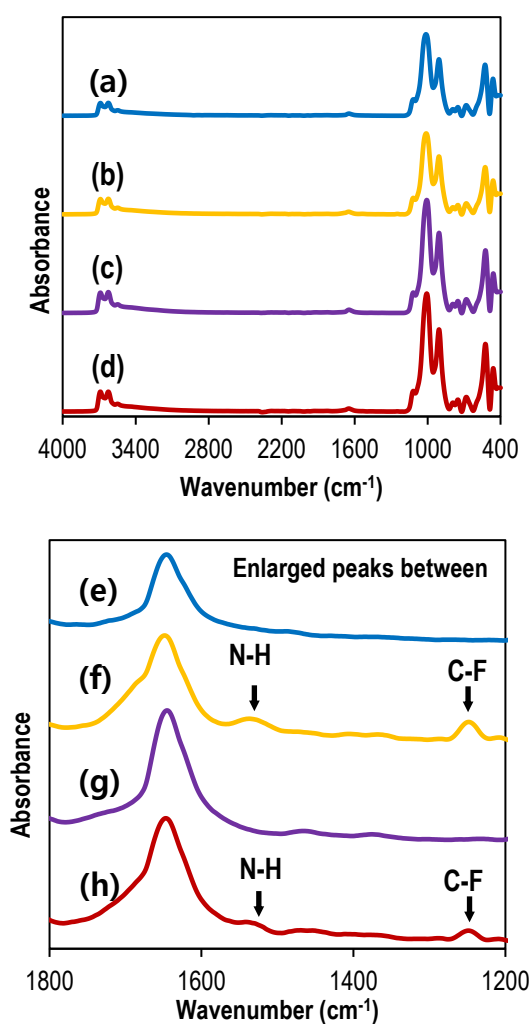 (a)
(b)
(c)
(d)
Absorbance
4000 3400 2800 2200 1600 1000 400
Wavenumber (cm⁻¹)
Enlarged peaks between
(e)
N-H
C-F
(f)
(g)
N-H
C-F
(h)
Absorbance
1800 1600 1400 1200
Wavenumber (cm⁻¹)